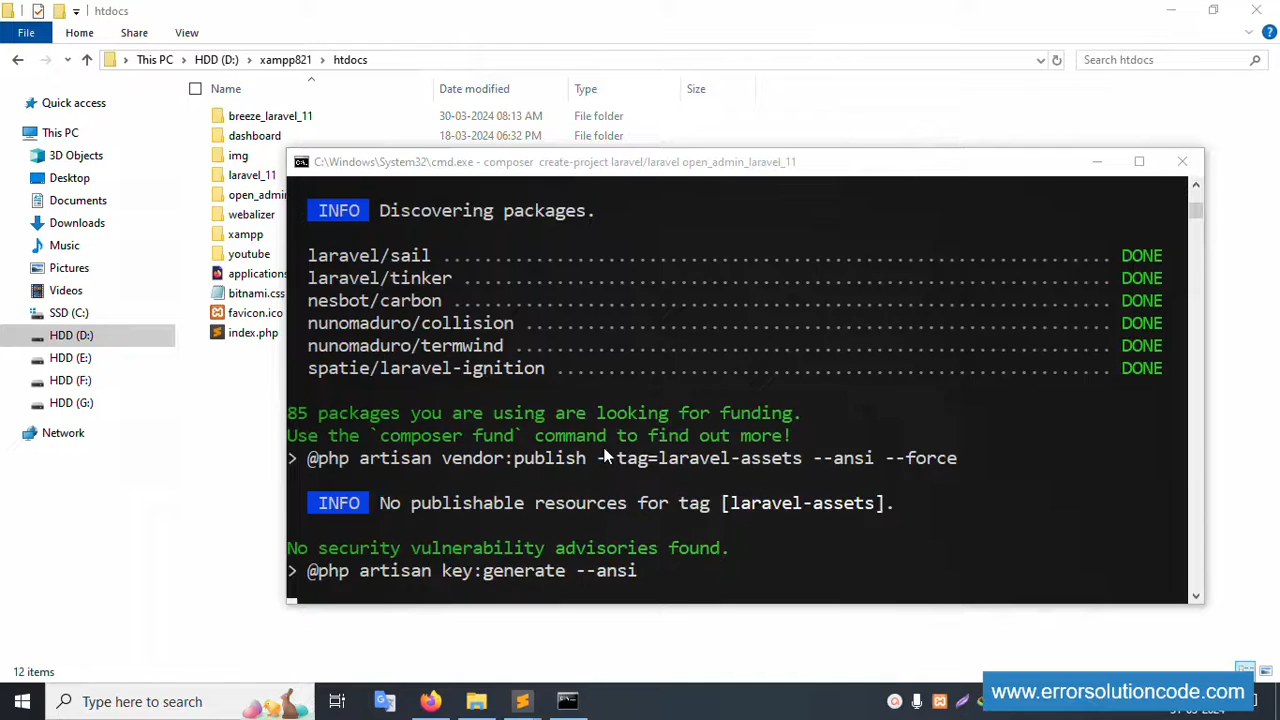 htdocs
File Home Share View
This PC HDD (D:) xampp821 htdocs Search htdocs
Name Date modified Type Size
Quick access
This PC
3D Objects
Desktop
Documents
Downloads
Music
Pictures
Videos
SSD (C:)
HDD (D:)
HDD (E:)
HDD (F:)
HDD (G:)
Network
breeze_laravel_11 30-03-2024 08:13 AM File folder
dashboard 18-03-2024 06:32 PM File folder
img
laravel_11
open_admi
webalizer
xampp
youtube
applications
bitnami.css
favicon.ico
index.php
C:\Windows\System32\cmd.exe - composer create-project laravel/laravel open_admin_laravel_11
INFO Discovering packages.
laravel/sail DONE
laravel/tinker DONE
nesbot/carbon DONE
nunomaduro/collision DONE
nunomaduro/termwind DONE
spatie/laravel-ignition DONE
85 packages you are using are looking for funding.
Use the `composer fund` command to find out more!
> @php artisan vendor:publish --tag=laravel-assets --ansi --force
INFO No publishable resources for tag [laravel-assets].
No security vulnerability advisories found.
> @php artisan key:generate --ansi
12 items
Type here to search
www.errorsolutioncode.com